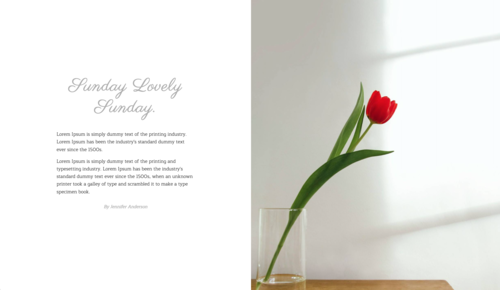 Sunday Lovely
Sunday.
Lorem Ipsum is simply dummy text of the printing industry.
Lorem Ipsum has been the industry's standard dummy text
ever since the 1500s.
Lorem Ipsum is simply dummy text of the printing and
typesetting industry. Lorem Ipsum has been the industry's
standard dummy text ever since the 1500s, when an unknown
printer took a galley of type and scrambled it to make a type
specimen book.
By Jennifer Anderson